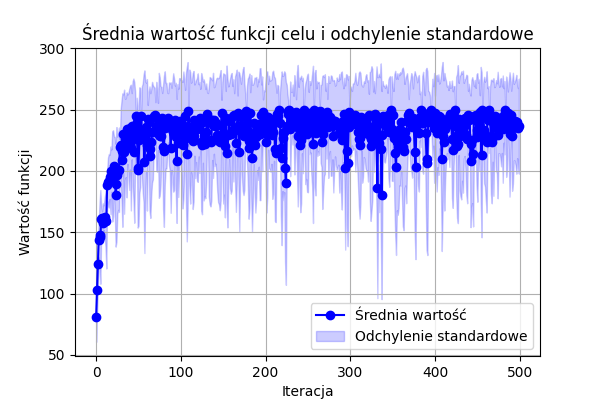 Średnia wartość funkcji celu i odchylenie standardowe
Wartość funkcji
300
250
200
150
100
50
0
100
200
300
400
500
Iteracja
Średnia wartość
Odchylenie standardowe